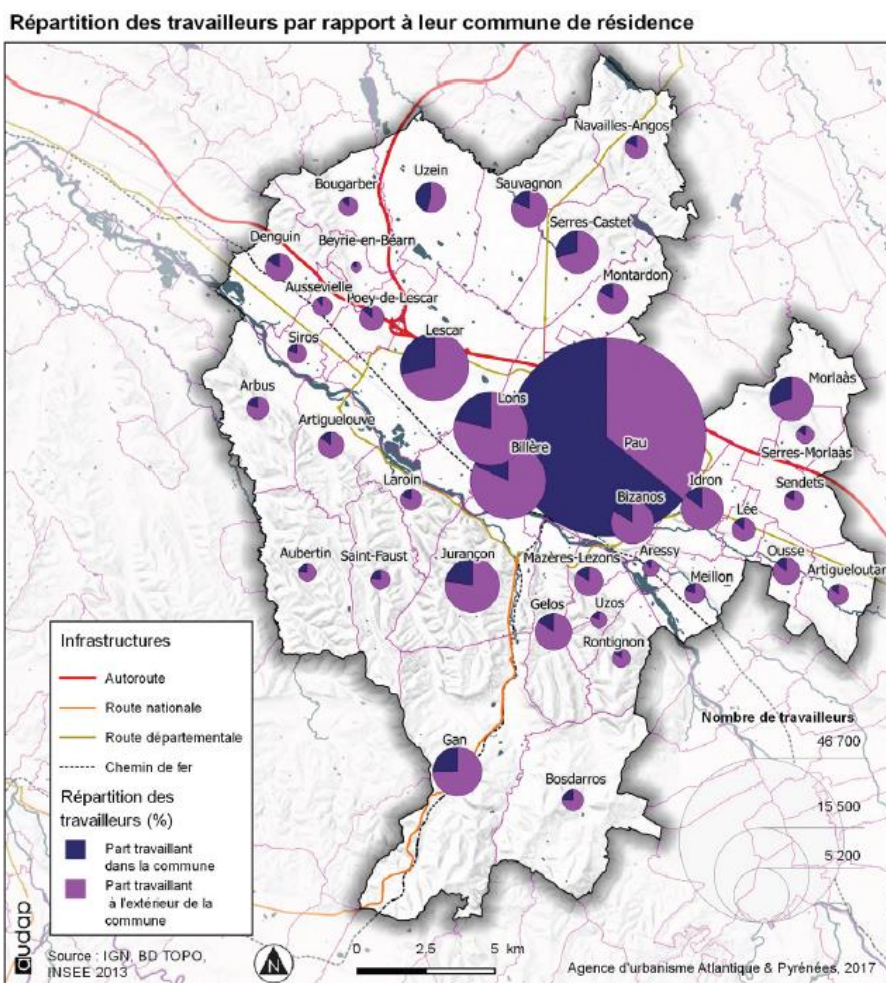 Répartition des travailleurs par rapport à leur commune de résidence
Navailles-Angos
Uzein
Bougarber
Sauvagnon
Serres-Castet
Denguin
Beyrie-en-Béarn
Montardon
Aussevielle
Poey-de-Lescar
Lescar
Siros
Morlaàs
Arbus
Lons
Artiguelouve
Pau
Billère
Serres-Morlaàs
Laroin
Idron
Sendets
Bizanos
Lée
Aubertin
Saint-Faust
Jurançon
Mazères-Lezons
Aressy
Ousse
Meillon
Artigueloutan
Gelos
Uzos
Rontignon
Gan
Bosdarros
Infrastructures
Autoroute
Route nationale
Route départementale
Chemin de fer
Répartition des
travailleurs (%)
Part travaillant
dans la commune
Part travaillant
à l'extérieur de la
commune
Nombre de travailleurs
46 700
15 500
5 200
audap
Source : IGN, BD TOPO,
INSEE 2013
N
0 2.5 5 km
Agence d'urbanisme Atlantique & Pyrénées, 2017